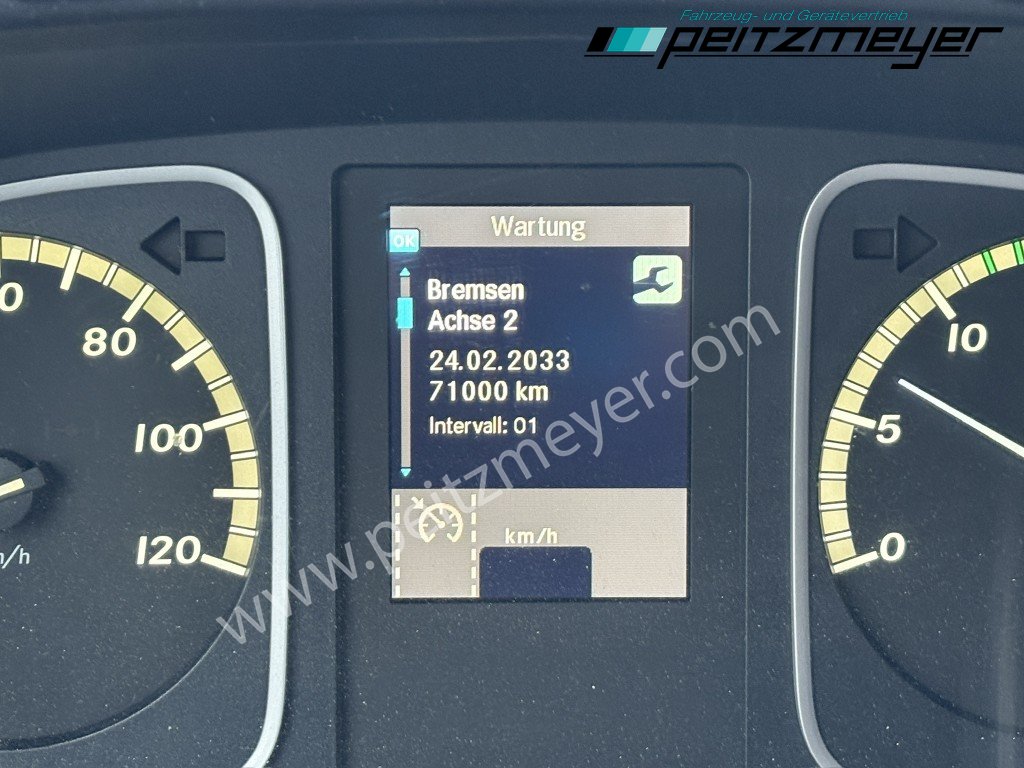 Fahrzeug- und Gerätevertrieb
peitzmeyer
Wartung
OK
Bremsen
Achse 2
24.02.2033
71000 km
Intervall: 01
km/h
80
100
120
10
5
0
www.peitzmeyer.com